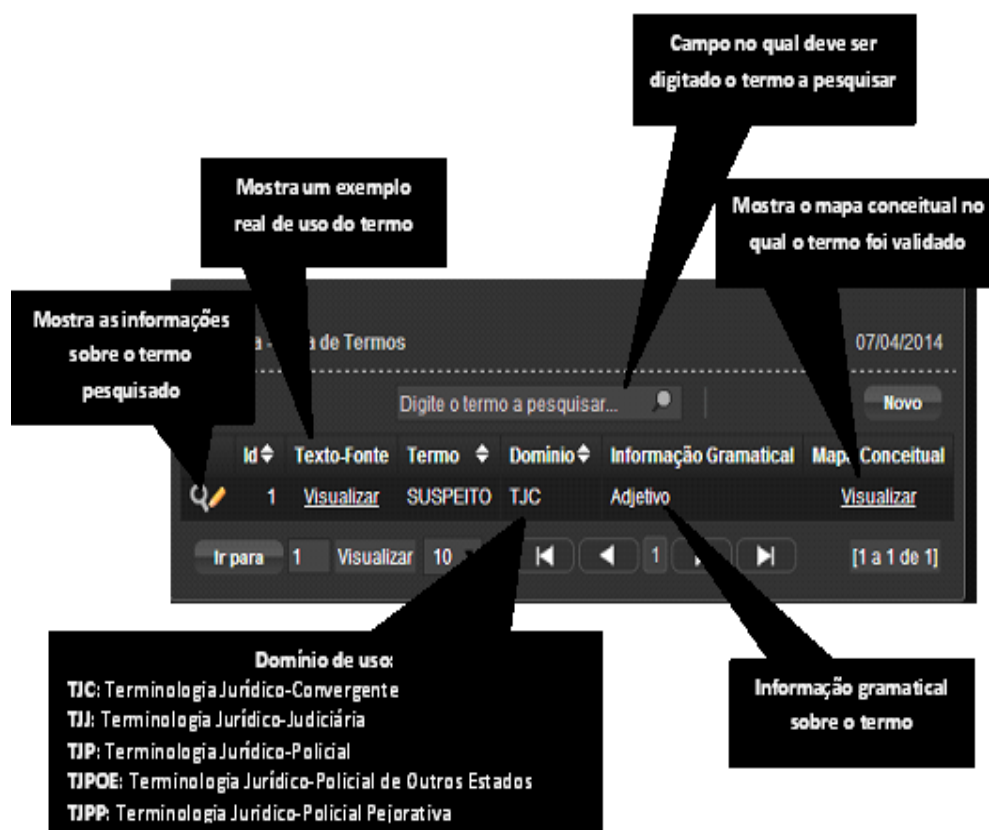 Campo no qual deve ser
digitado o termo a pesquisar
Mostra um exemplo
real de uso do termo
Mostra o mapa conceitual no
qual o termo foi validado
Mostra as informações
sobre o termo
pesquisado
a de Termos
07/04/2014
Digite o termo a pesquisar...
Novo
Id Texto-Fonte Termo Domínio Informação Gramatical Mapa Conceitual
1 Visualizar SUSPEITO TJC Adjetivo Visualizar
Ir para 1 Visualizar 10 1 [1 a 1 de 1]
Domínio de uso:
TJC: Terminologia Jurídico-Convergente
TJJ: Terminologia Jurídico-Judiciária
TJP: Terminologia Jurídico-Policial
TJPOE: Terminologia Jurídico-Policial de Outros Estados
TJPP: Terminologia Jurídico-Policial Pejorativa
Informação gramatical
sobre o termo